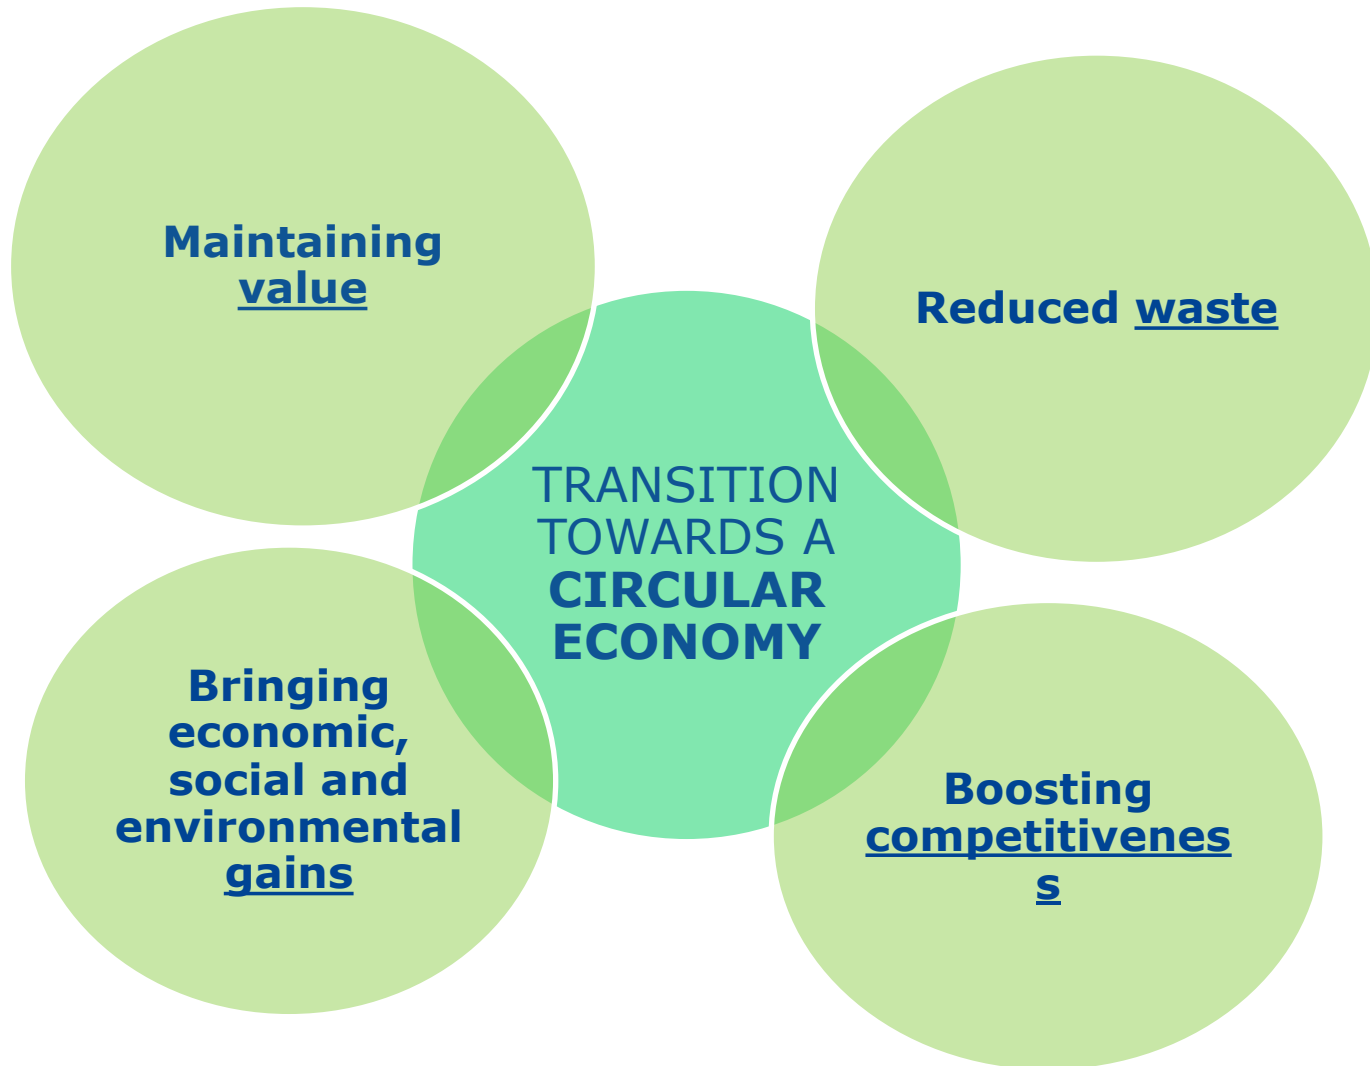 Maintaining
value
Reduced waste
TRANSITION
TOWARDS A
CIRCULAR
ECONOMY
Bringing
economic,
social and
environmental
gains
Boosting
competitivenes
s